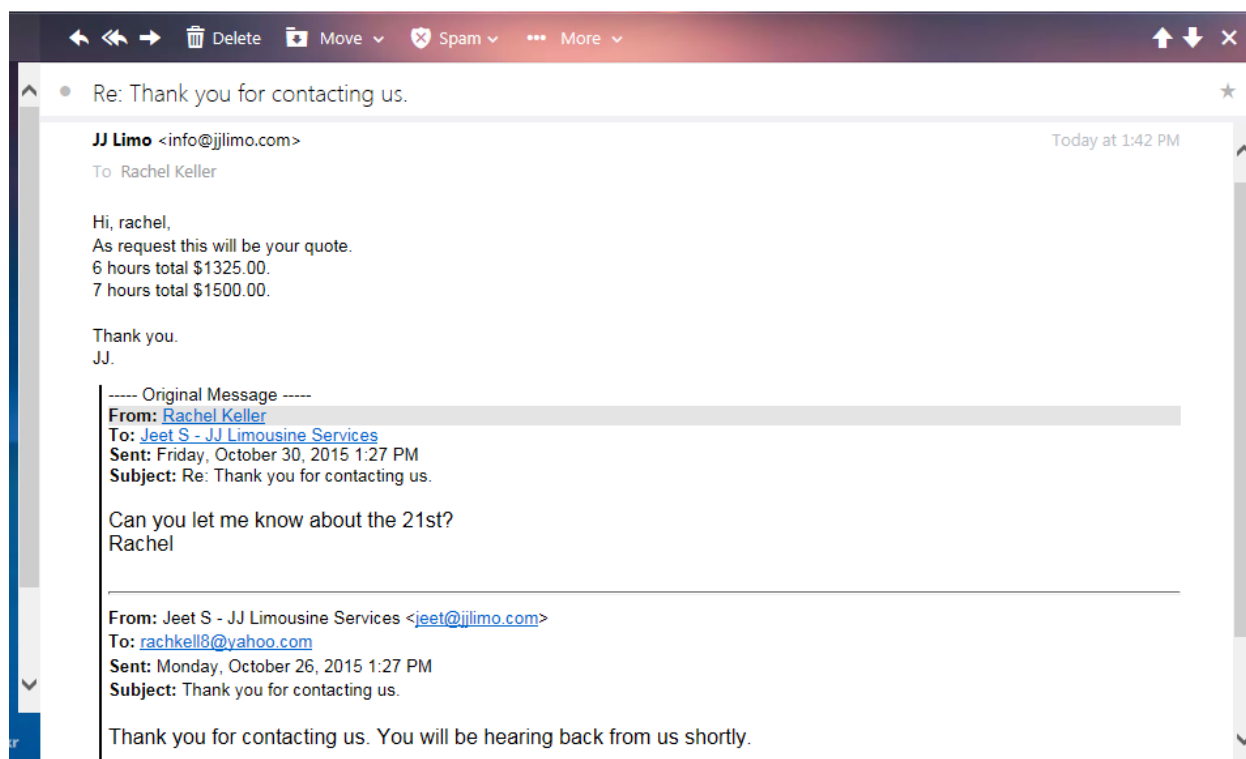 Delete Move Spam More
Re: Thank you for contacting us.
JJ Limo <info@jjlimo.com> Today at 1:42 PM
To Rachel Keller
Hi, rachel,
As request this will be your quote.
6 hours total $1325.00.
7 hours total $1500.00.
Thank you.
JJ.
----- Original Message -----
From: Rachel Keller
To: Jeet S - JJ Limousine Services
Sent: Friday, October 30, 2015 1:27 PM
Subject: Re: Thank you for contacting us.
Can you let me know about the 21st?
Rachel
From: Jeet S - JJ Limousine Services <jeet@jjlimo.com>
To: rachkell8@yahoo.com
Sent: Monday, October 26, 2015 1:27 PM
Subject: Thank you for contacting us.
Thank you for contacting us. You will be hearing back from us shortly.